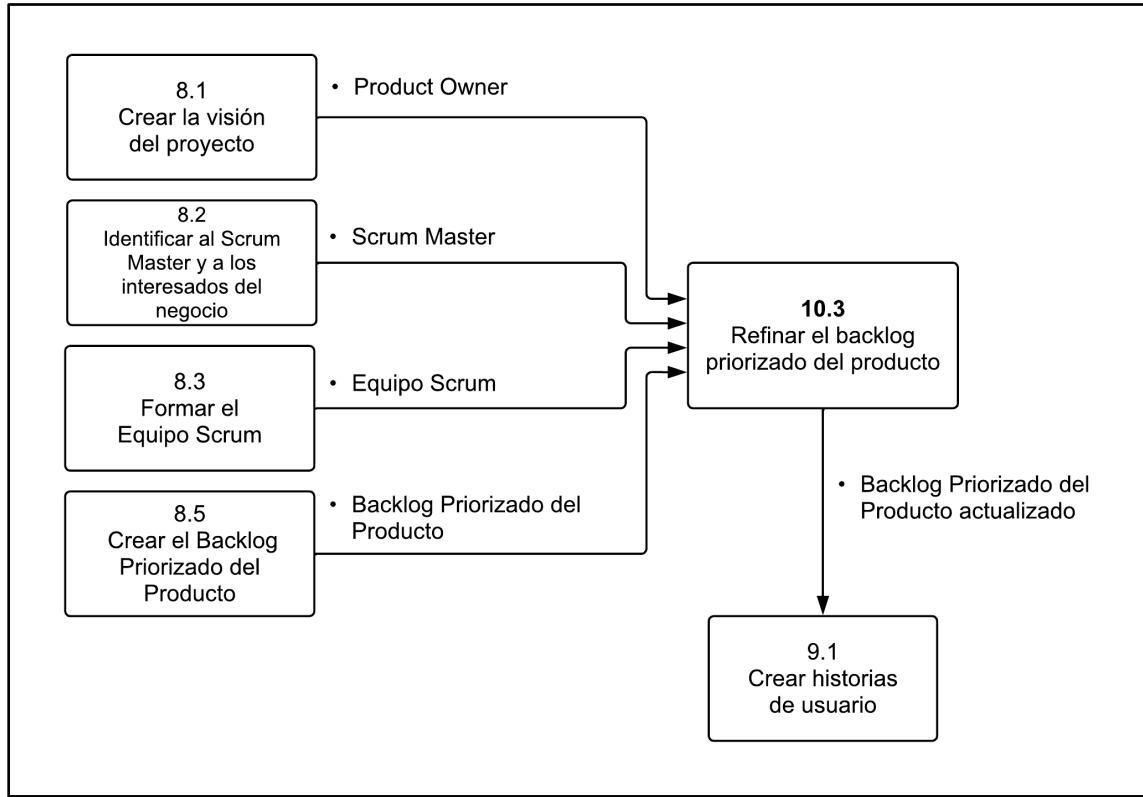 8.1
Crear la visión
del proyecto
• Product Owner
8.2
Identificar al Scrum
Master y a los
interesados del
negocio
• Scrum Master
8.3
Formar el
Equipo Scrum
• Equipo Scrum
8.5
Crear el Backlog
Priorizado del
Producto
• Backlog Priorizado del
Producto
10.3
Refinar el backlog
priorizado del producto
• Backlog Priorizado del
Producto actualizado
9.1
Crear historias
de usuario